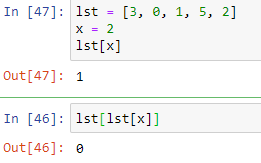 In [47]: lst = [3, 0, 1, 5, 2]
x = 2
lst[x]
Out[47]: 1
In [46]: lst[lst[x]]
Out[46]: 0